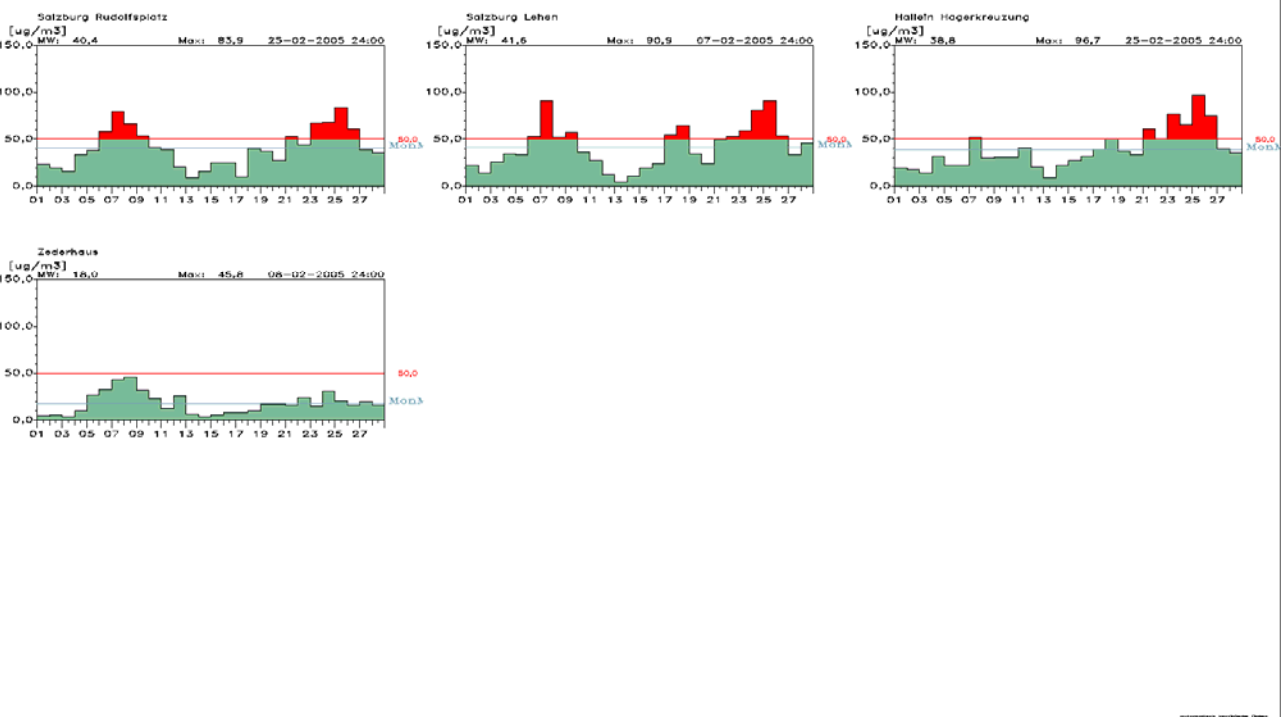 Salzburg Rudolfsplatz
[ug/m3]
MW: 40,4 Max: 83,9 25-02-2005 24:00
150,0
100,0
50,0
0,0
50,0
MonM
01 03 05 07 09 11 13 15 17 19 21 23 25 27
Salzburg Lehen
[ug/m3]
MW: 41,6 Max: 90,9 07-02-2005 24:00
150,0
100,0
50,0
0,0
50,0
MonM
01 03 05 07 09 11 13 15 17 19 21 23 25 27
Hallein Hagerkreuzung
[ug/m3]
MW: 38,8 Max: 96,7 25-02-2005 24:00
150,0
100,0
50,0
0,0
50,0
MonM
01 03 05 07 09 11 13 15 17 19 21 23 25 27
Zederhaus
[ug/m3]
MW: 18,0 Max: 45,8 08-02-2005 24:00
150,0
100,0
50,0
0,0
50,0
MonM
01 03 05 07 09 11 13 15 17 19 21 23 25 27